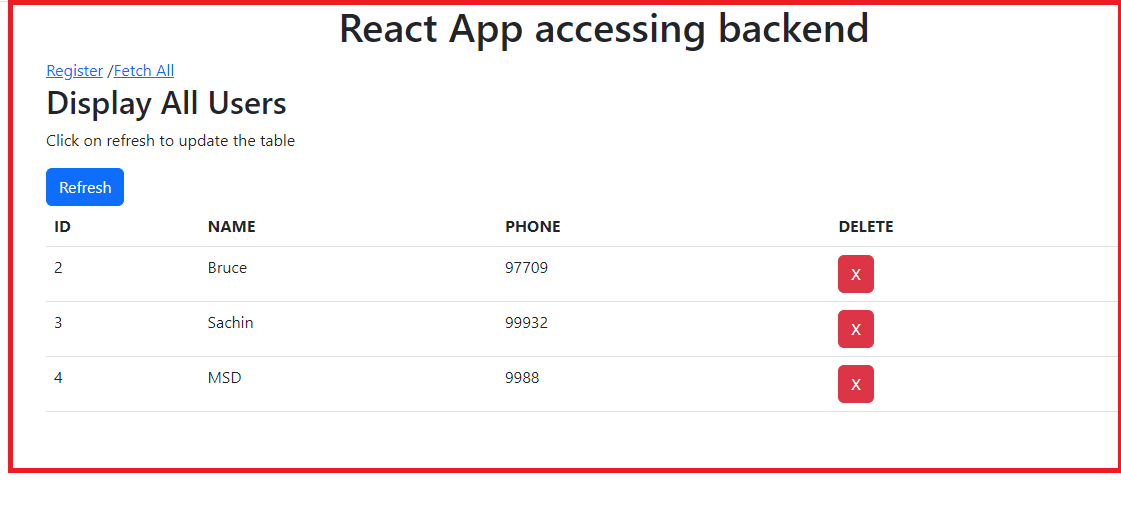 React App accessing backend
Register /Fetch All
Display All Users
Click on refresh to update the table
Refresh
ID NAME PHONE DELETE
2 Bruce 97709 X
3 Sachin 99932 X
4 MSD 9988 X